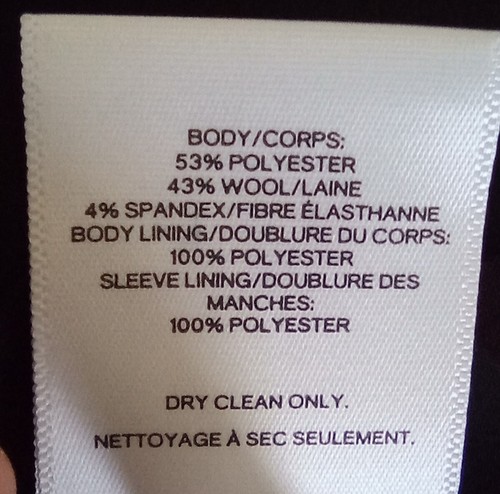 BODY/CORPS:
53% POLYESTER
43% WOOL/LAINE
4% SPANDEX/FIBRE ÉLASTHANNE
BODY LINING/DOUBLURE DU CORPS:
100% POLYESTER
SLEEVE LINING/DOUBLURE DES
MANCHES:
100% POLYESTER
DRY CLEAN ONLY.
NETTOYAGE À SEC SEULEMENT.